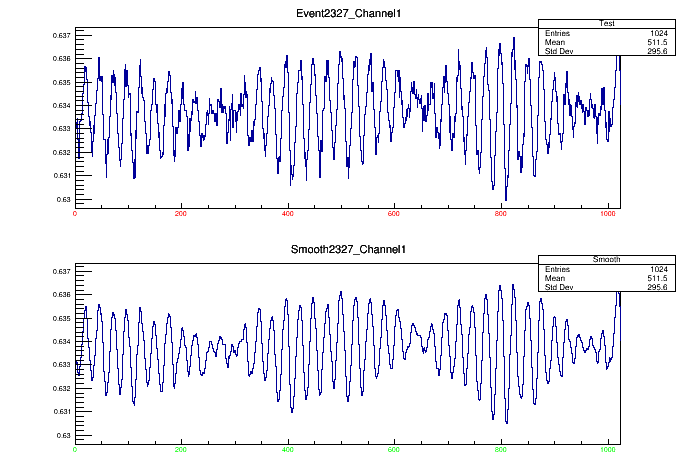 Event2327_Channel1
Test
Entries 1024
Mean 511.5
Std Dev 295.6
0.637
0.636
0.635
0.634
0.633
0.632
0.631
0.63
0 200 400 600 800 1000
Smooth2327_Channel1
Smooth
Entries 1024
Mean 511.5
Std Dev 295.6
0.637
0.636
0.635
0.634
0.633
0.632
0.631
0.63
0 200 400 600 800 1000